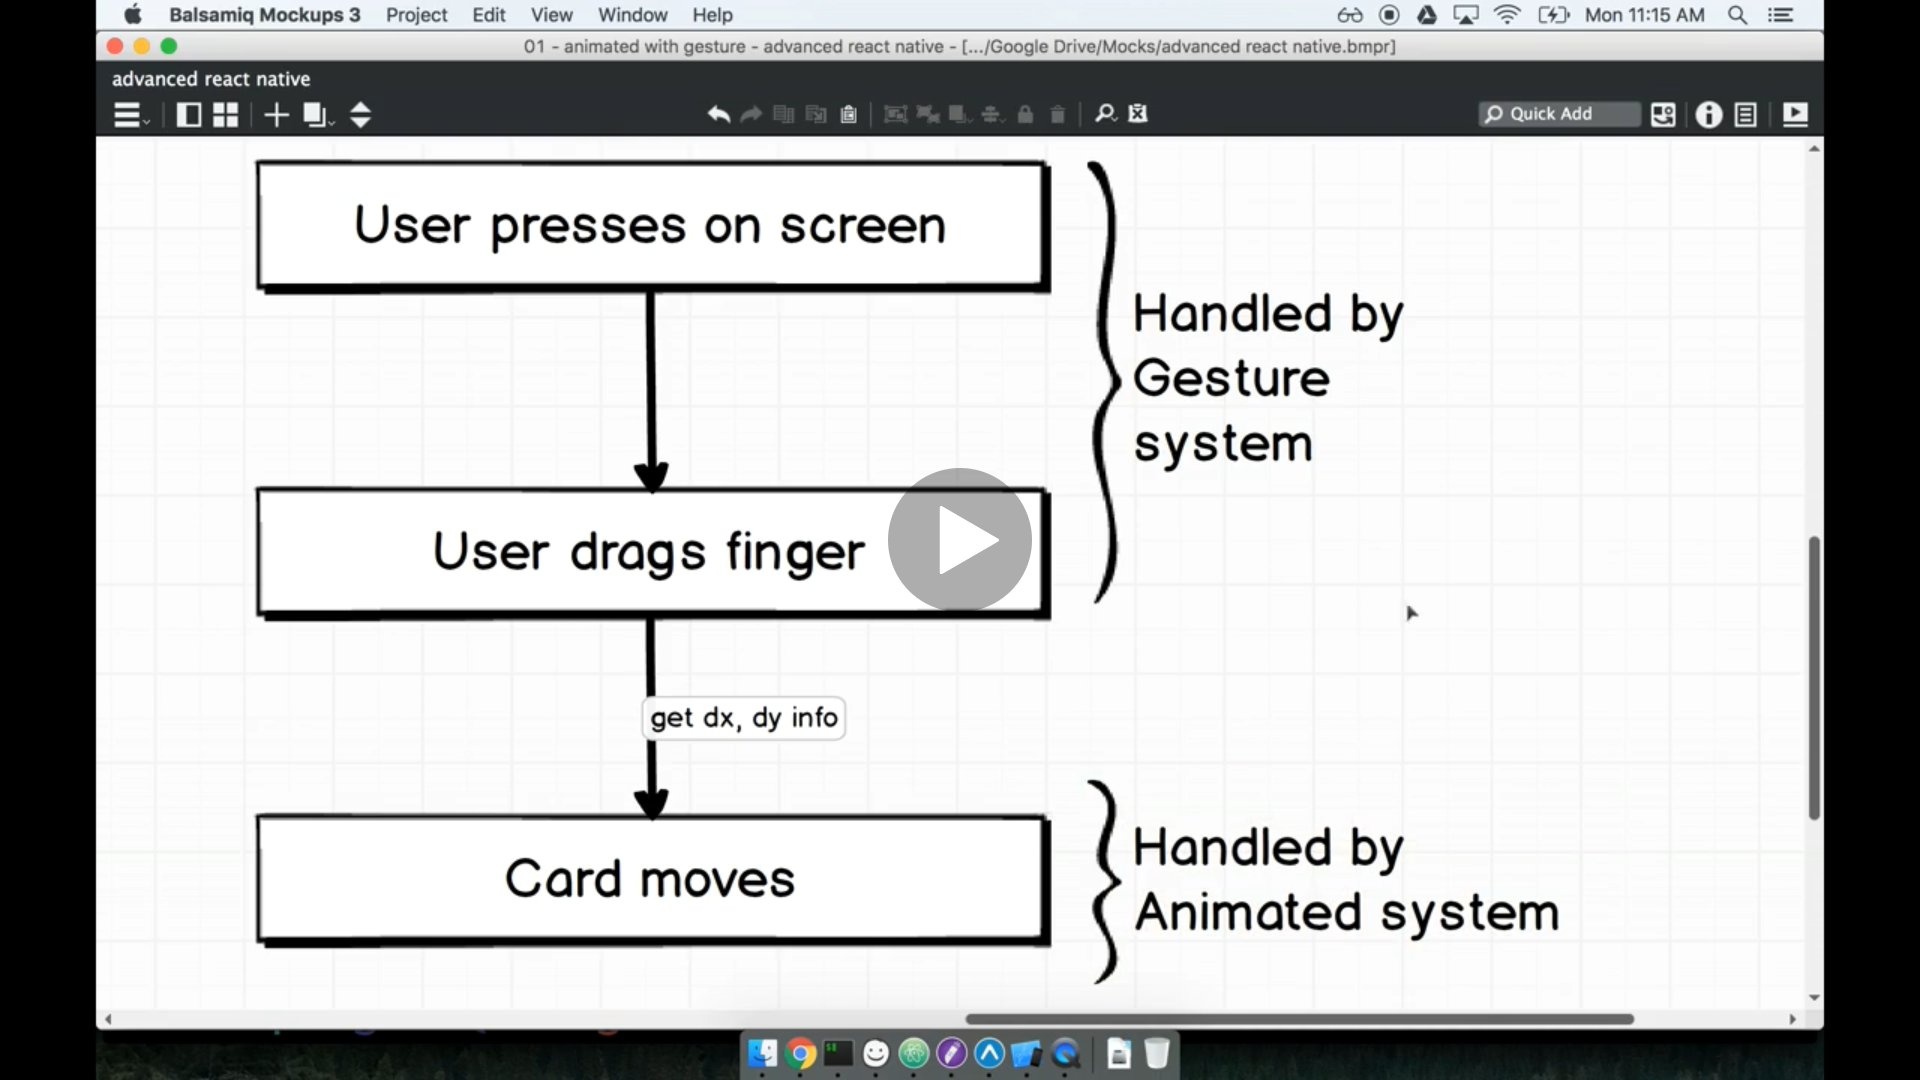 Balsamiq Mockups 3 Project Edit View Window Help Mon 11:15 AM
01 - animated with gesture - advanced react native - [.../Google Drive/Mocks/advanced react native.bmpr]
advanced react native
Quick Add
User presses on screen
Handled by
Gesture
system
User drags finger
get dx, dy info
Card moves
Handled by
Animated system